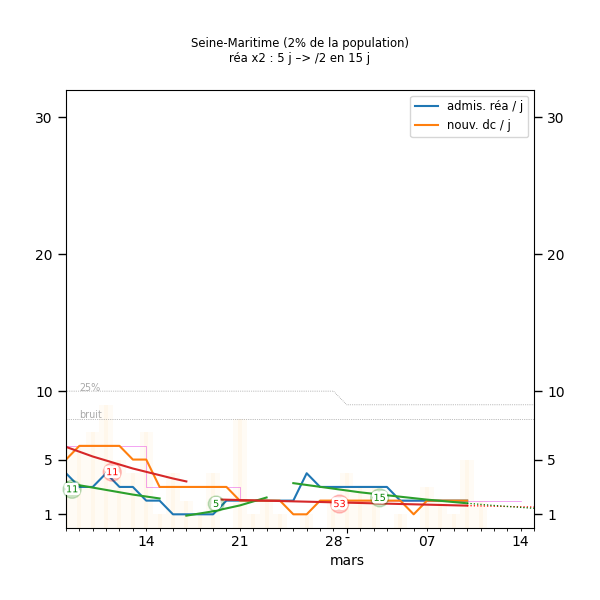 Seine-Maritime (2% de la population)
réa x2 : 5 j –> /2 en 15 j
admis. réa / j
nouv. dc / j
30 30
20 20
10 10
5 5
1 1
25%
bruit
11 11 5 53 15
14 21 28 07 14
mars